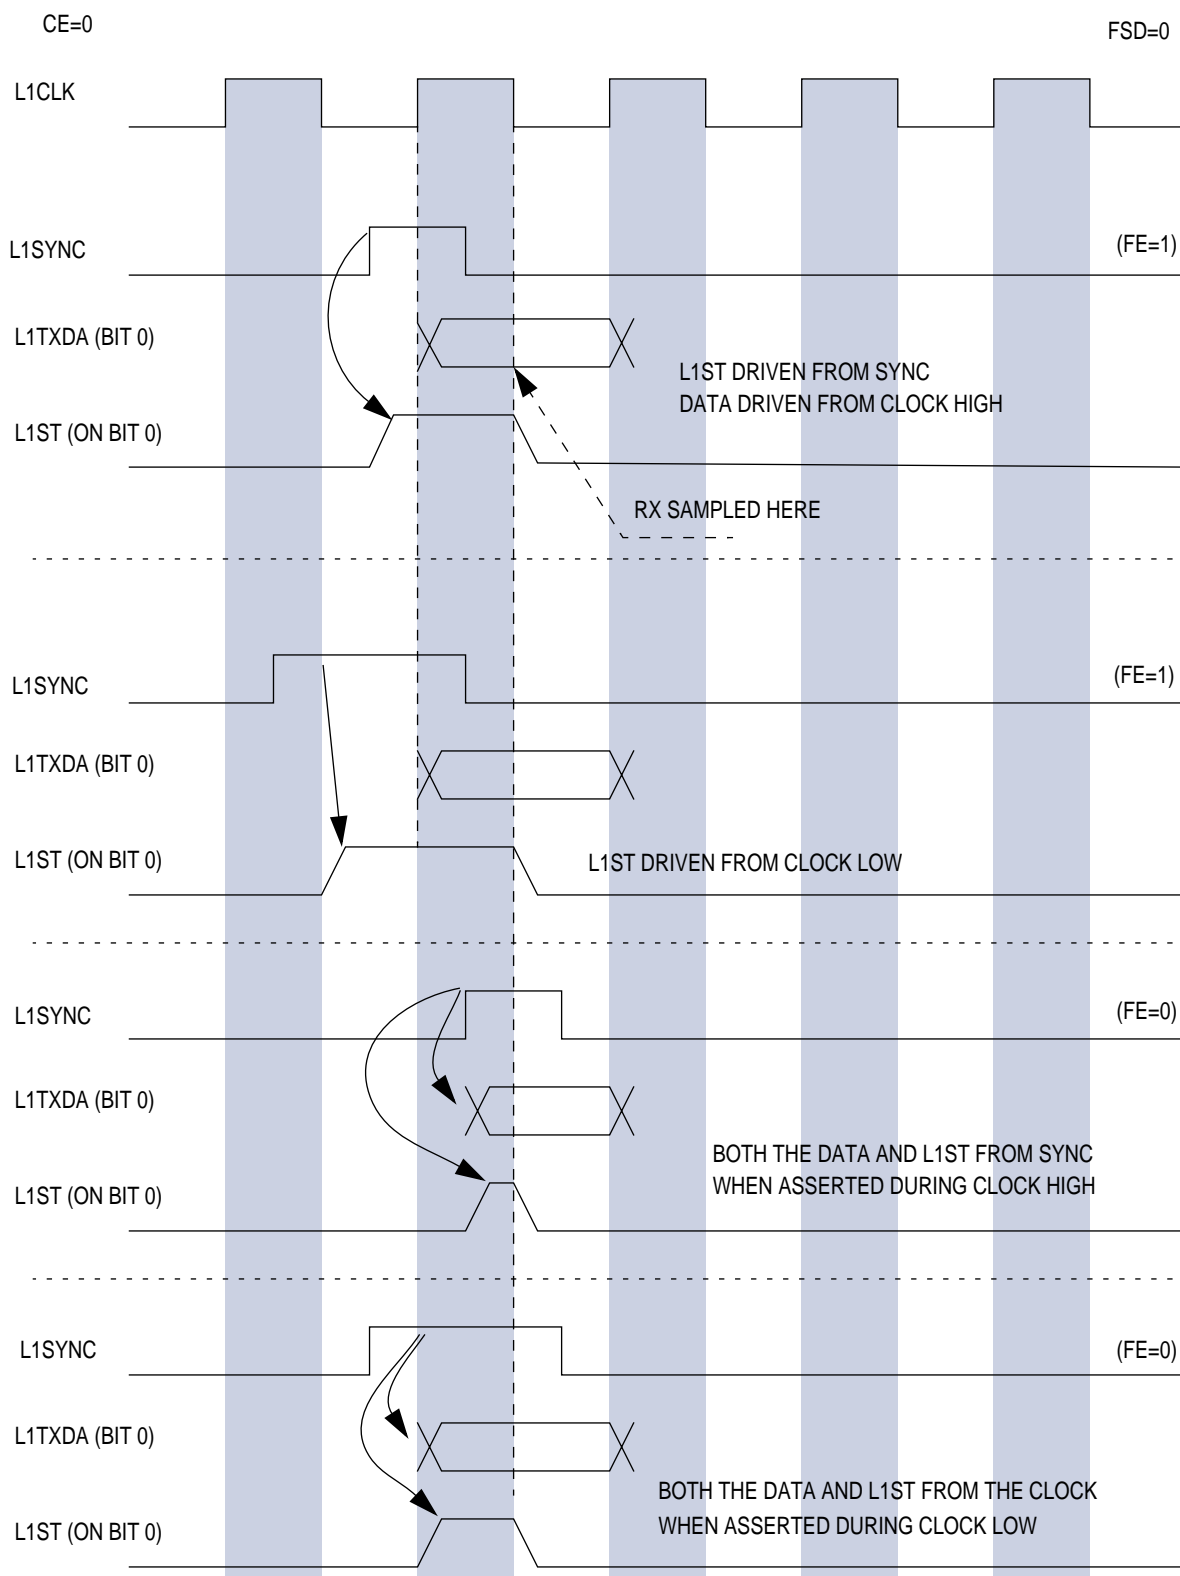 CE=0
FSD=0
L1CLK
L1SYNC
(FE=1)
L1TXDA (BIT 0)
L1ST DRIVEN FROM SYNC
DATA DRIVEN FROM CLOCK HIGH
L1ST (ON BIT 0)
RX SAMPLED HERE
L1SYNC
(FE=1)
L1TXDA (BIT 0)
L1ST (ON BIT 0)
L1ST DRIVEN FROM CLOCK LOW
L1SYNC
(FE=0)
L1TXDA (BIT 0)
BOTH THE DATA AND L1ST FROM SYNC
WHEN ASSERTED DURING CLOCK HIGH
L1ST (ON BIT 0)
L1SYNC
(FE=0)
L1TXDA (BIT 0)
BOTH THE DATA AND L1ST FROM THE CLOCK
WHEN ASSERTED DURING CLOCK LOW
L1ST (ON BIT 0)